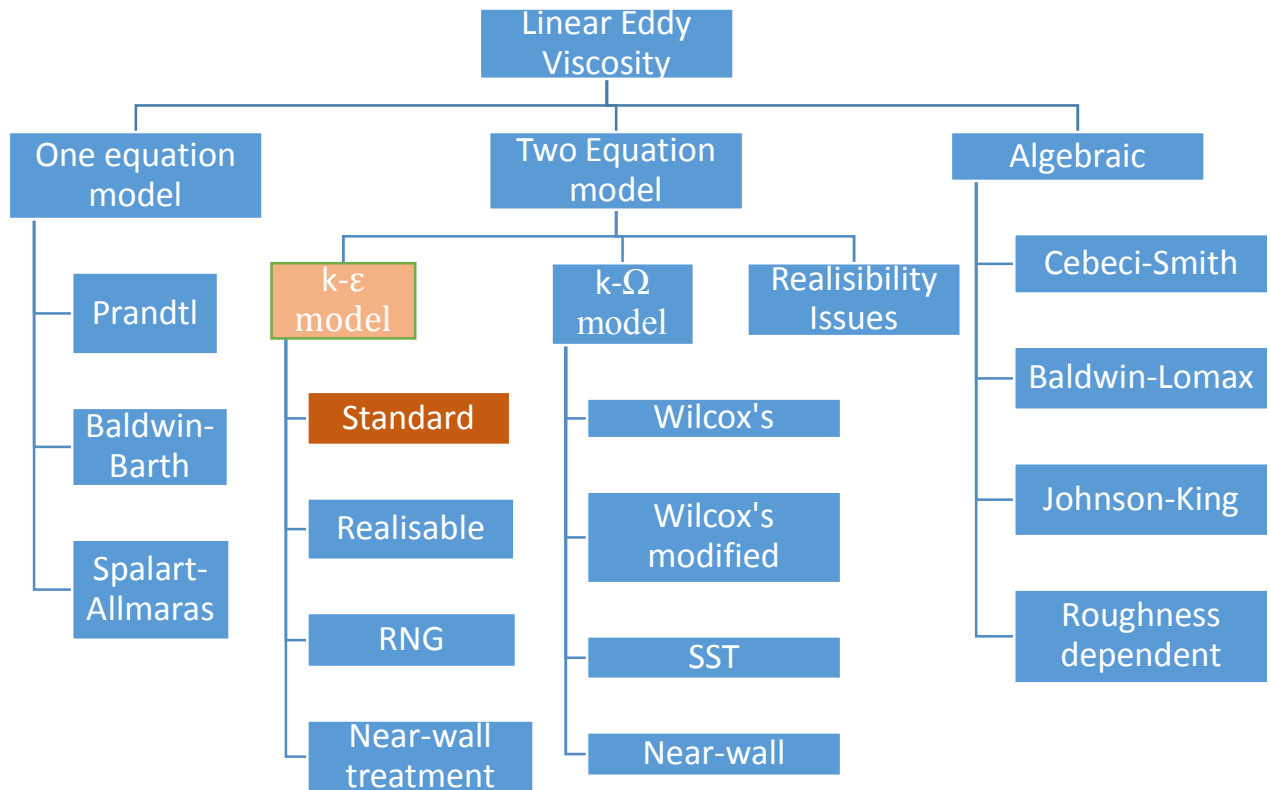 Linear Eddy
Viscosity
One equation
model
Two Equation
model
Algebraic
Prandtl
Baldwin-
Barth
Spalart-
Allmaras
k-ε
model
Standard
Realisable
RNG
Near-wall
treatment
k-Ω
model
Wilcox's
Wilcox's
modified
SST
Near-wall
Realisibility
Issues
Cebeci-Smith
Baldwin-Lomax
Johnson-King
Roughness
dependent